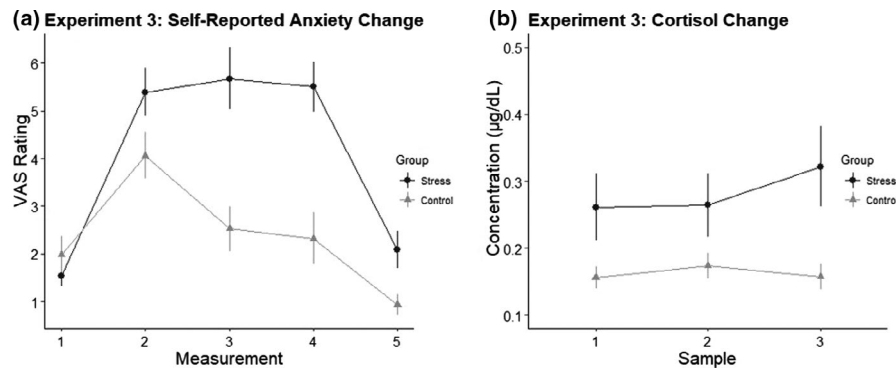 (a) Experiment 3: Self-Reported Anxiety Change
VAS Rating
6
5
4
3
2
1
1 2 3 4 5
Measurement
Group
Stress
Control
(b) Experiment 3: Cortisol Change
Concentration (µg/dL)
0.5
0.4
0.3
0.2
0.1
1 2 3
Sample
Group
Stress
Contro